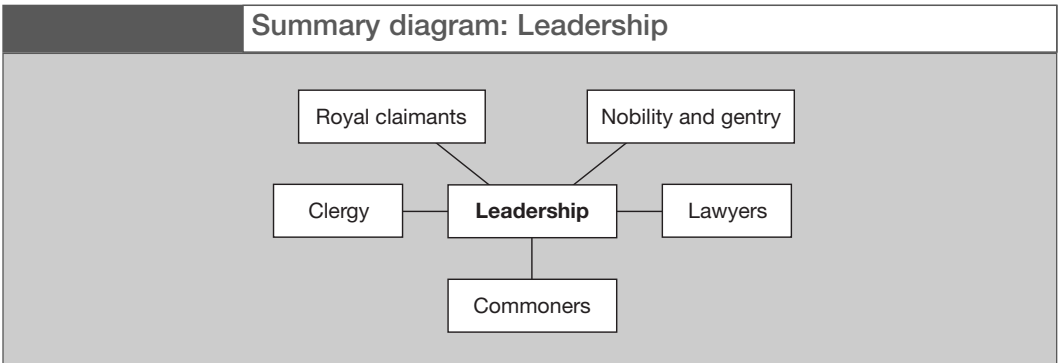 Summary diagram: Leadership
Royal claimants
Nobility and gentry
Clergy
Leadership
Lawyers
Commoners